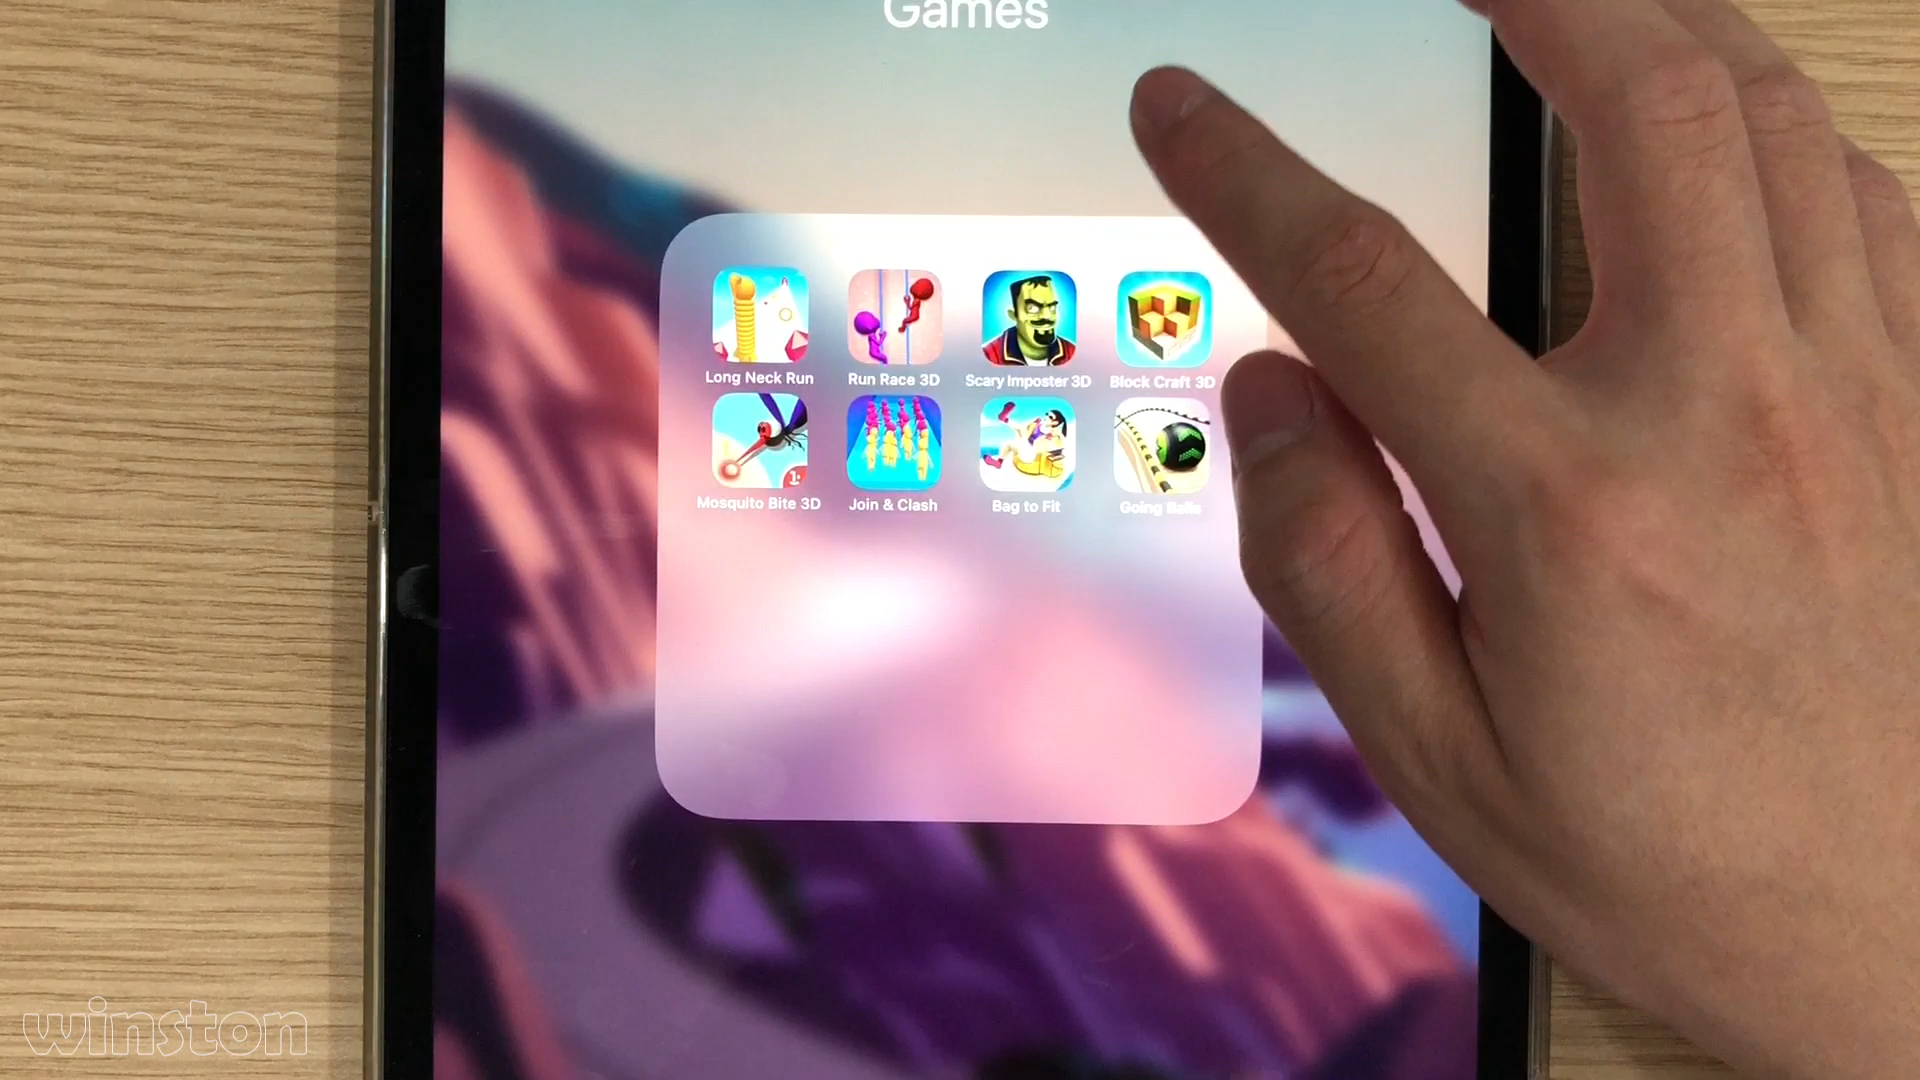 Games
Long Neck Run
Run Race 3D
Scary Imposter 3D
Block Craft 3D
Mosquito Bite 3D
Join & Clash
Bag to Fit
Going Balls
winston